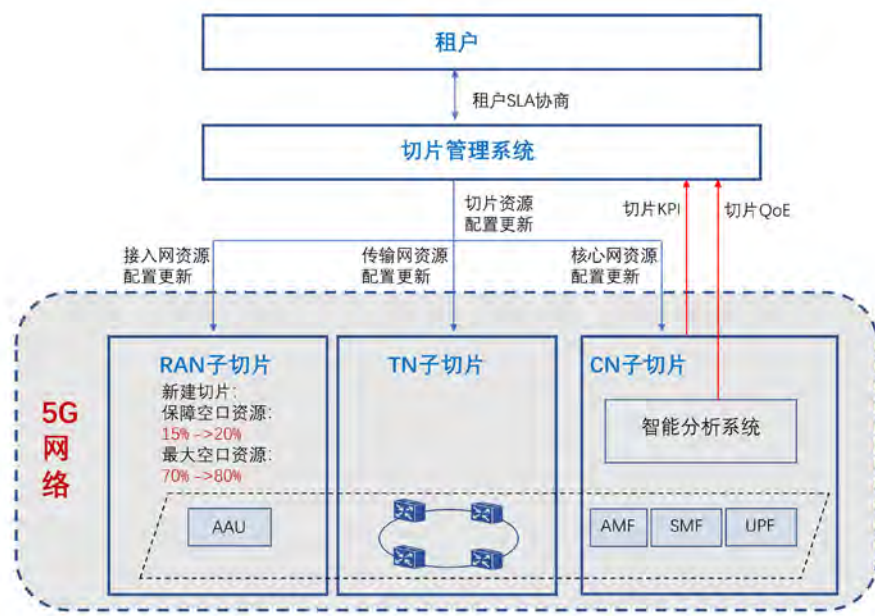 租户
租户SLA协商
切片管理系统
切片资源
配置更新
切片KPI
切片QoE
接入网资源
配置更新
传输网资源
配置更新
核心网资源
配置更新
5G
网
络
RAN子切片
新建切片:
保障空口资源:
15%->20%
最大空口资源:
70%->80%
AAU
TN子切片
CN子切片
智能分析系统
AMF
SMF
UPF